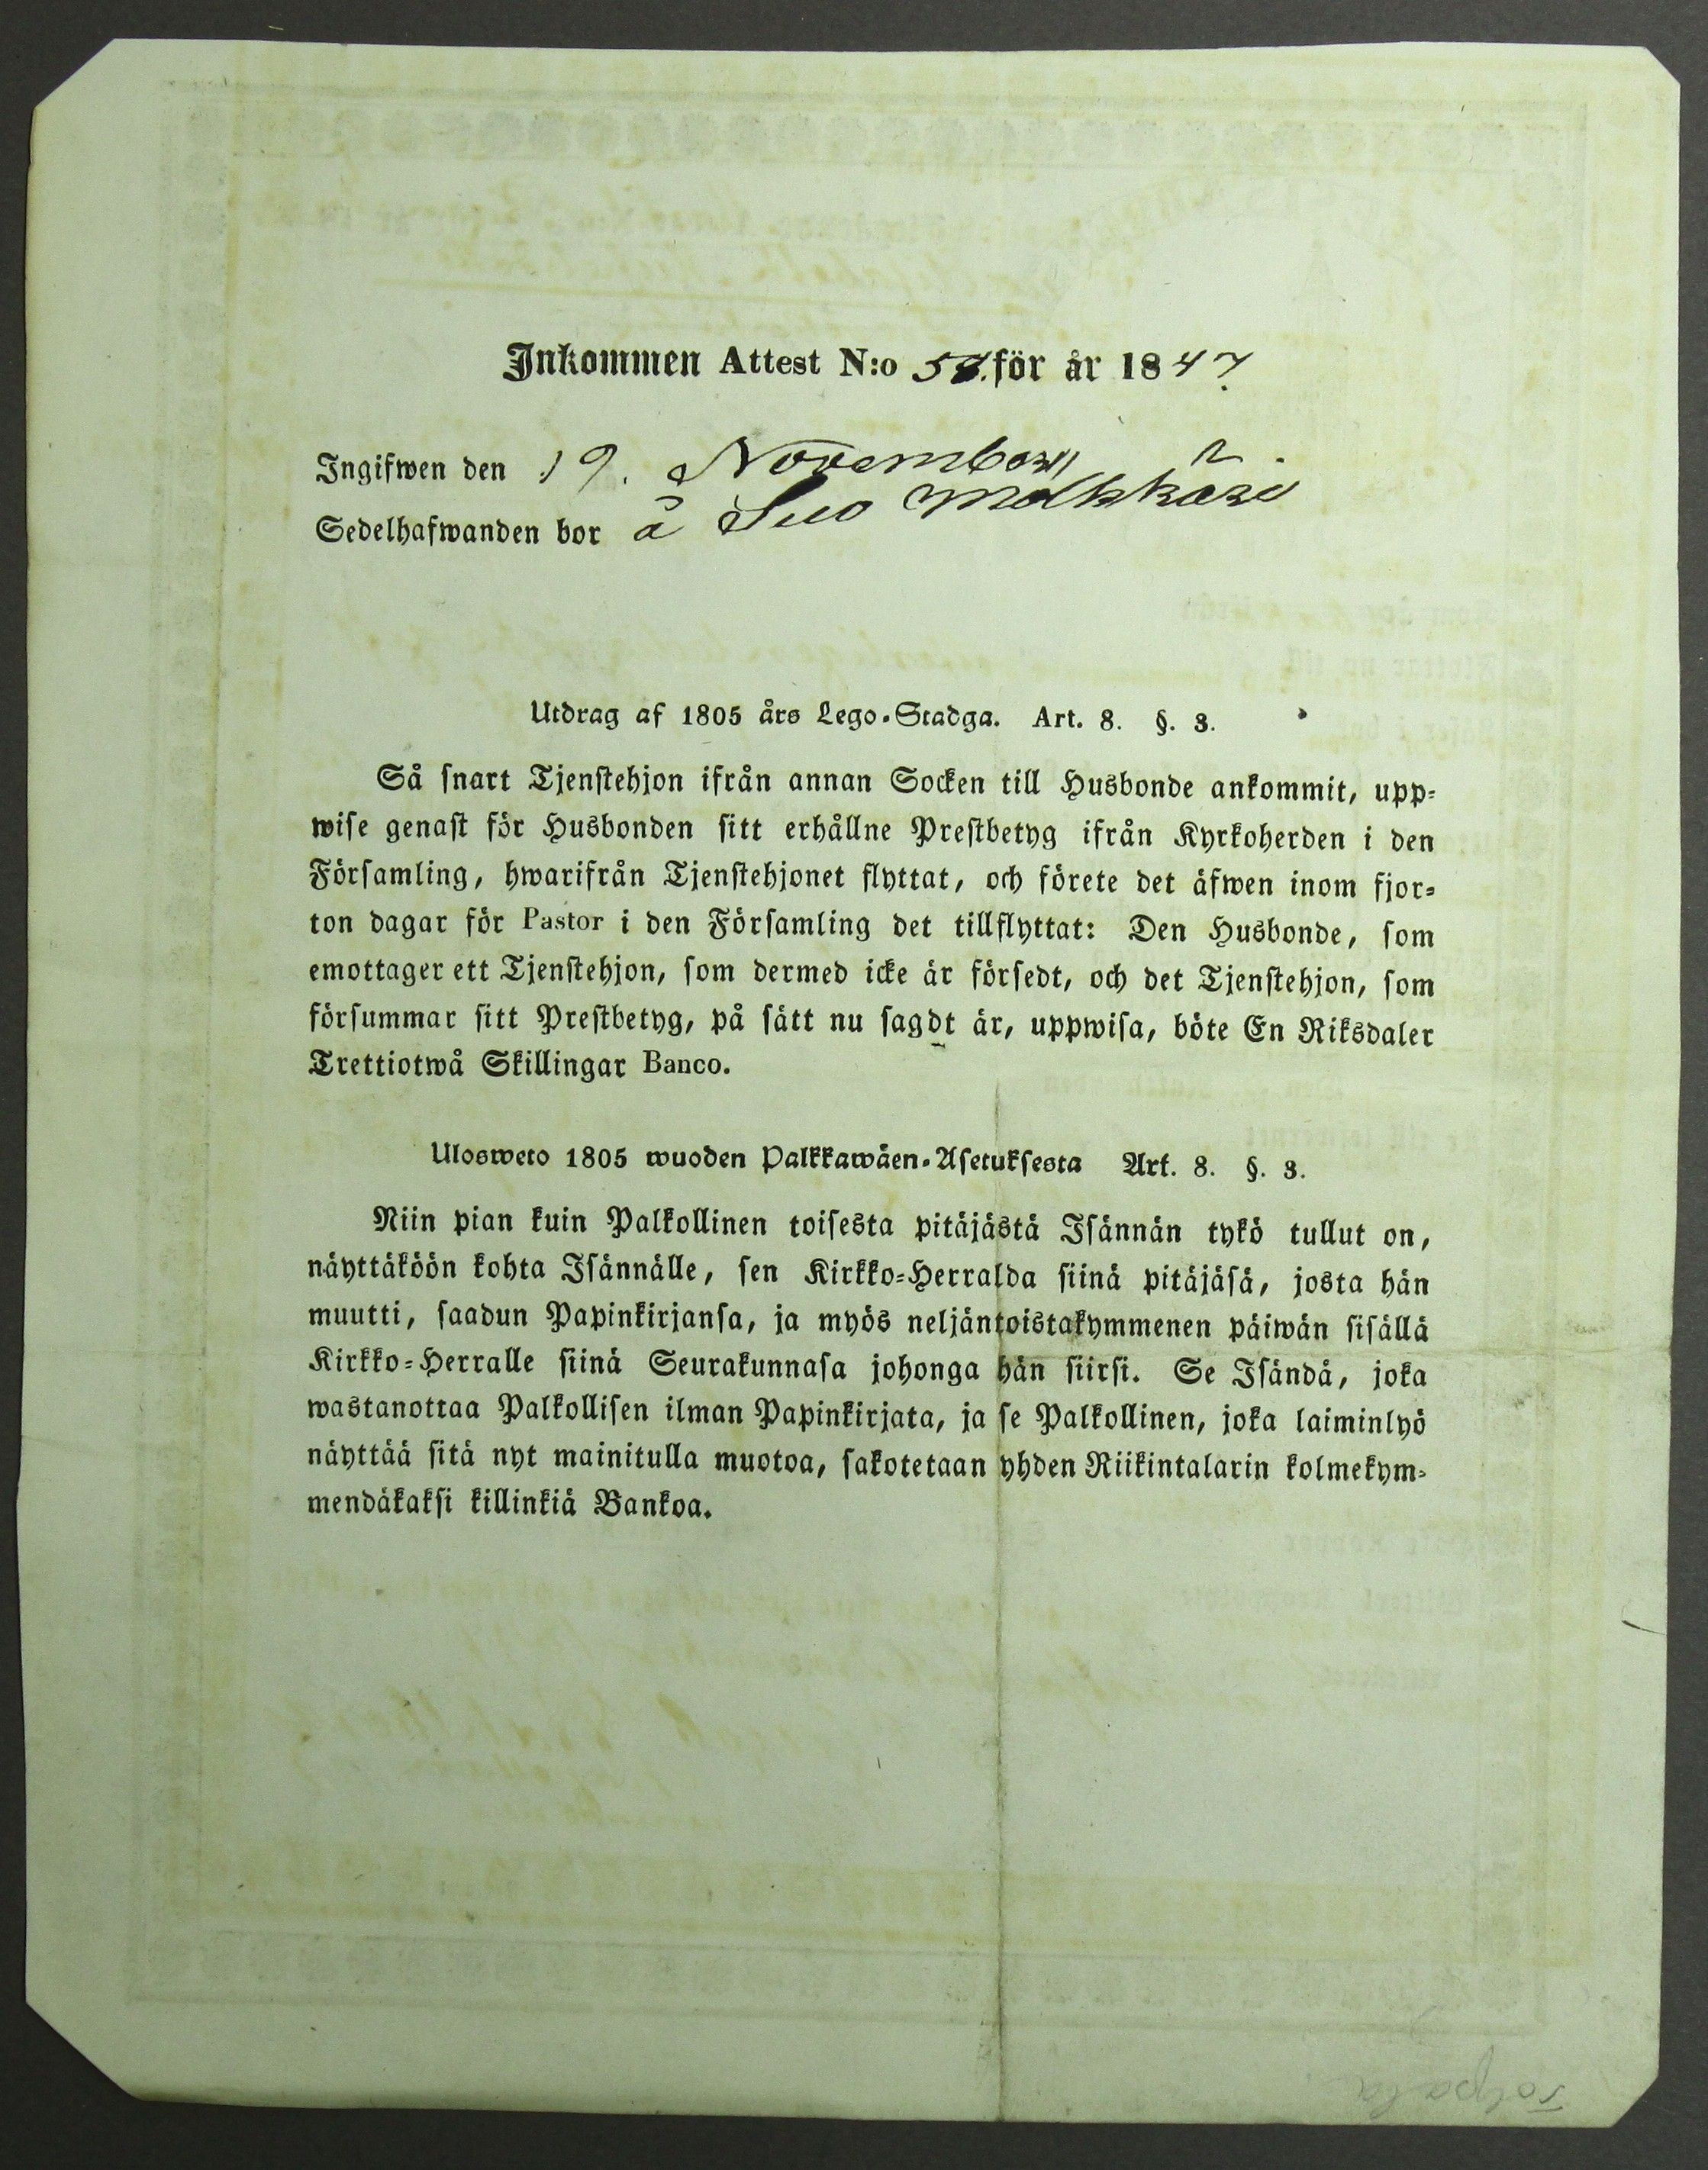 Inkommen Attest N:o 58. för år 1847.
Ingifwen den 19. November
Sedelhafwanden bor å Suo
Utdrag af 1805 års Lego-Stadga. Art. 8. §. 3.
Så snart Tjenstehjon ifrån annan Socken till Husbonde ankommit, upp-
wise genast för Husbonden sitt erhållne Prestbetyg ifrån Kyrkoherden i den
Församling, hwarifrån Tjenstehjonet flyttat, och förete det äfwen inom fjor-
ton dagar för Pastor i den Församling det tillflyttat: Den Husbonde, som
emottager ett Tjenstehjon, som dermed icke är försedt, och det Tjenstehjon, som
försummar sitt Prestbetyg, på sätt nu sagdt är, uppwisa, böte En Riksdaler
Trettiotwå Skillingar Banco.
Ulosweto 1805 wuoden Palkkawäen-Asetuksesta Art. 8. §. 3.
Niin pian kuin Palkollinen toisesta pitäjästä Isännän tykö tullut on,
näyttäköön kohta Isännälle, sen Kirkko-Herralda siinä pitäjäsä, josta hän
muutti, saadun Papinkirjansa, ja myös neljäntoistakymmenen päiwän sisällä
Kirkko-Herralle siinä Seurakunnasa johonga hän siirsi. Se Isändä, joka
wastanottaa Palkollisen ilman Papinkirjata, ja se Palkollinen, joka laiminlyö
näyttää sitä nyt mainitulla muotoa, sakotetaan yhden Riikintalarin kolmekym-
mendäkaksi killinkiä Bankoa.